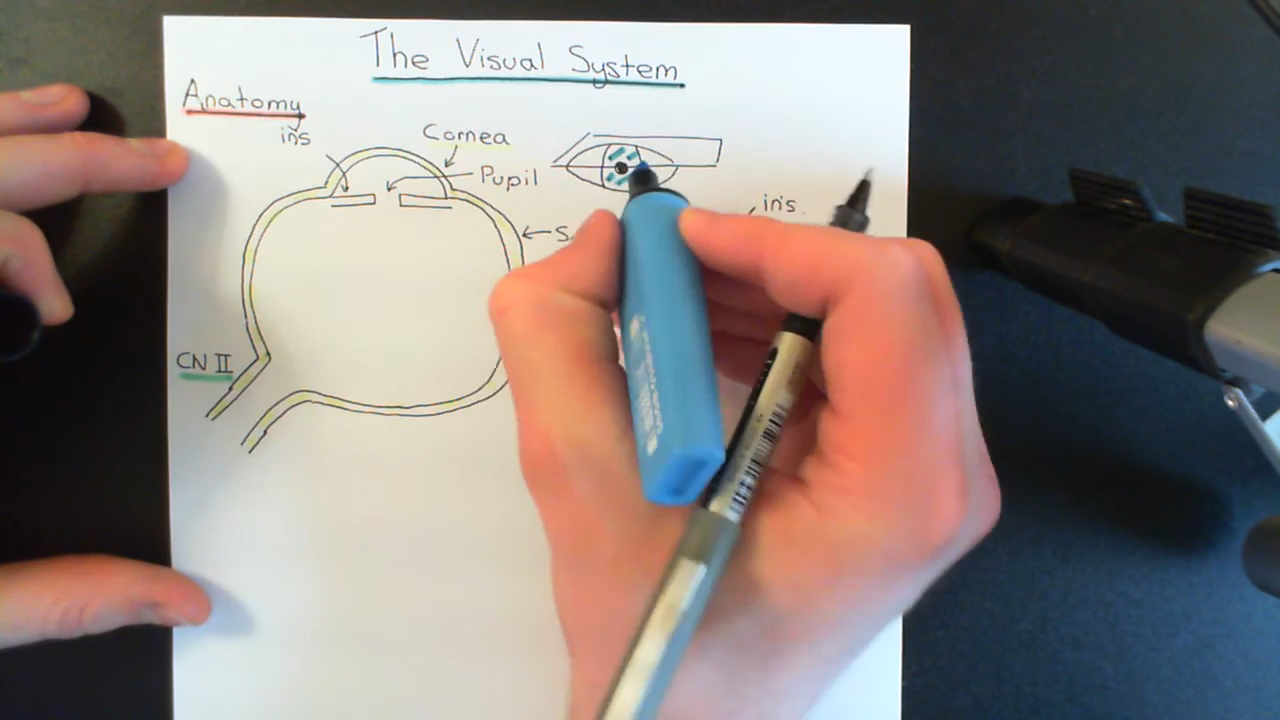 The Visual System
Anatomy
iris
Cornea
Pupil
iris
S
CN II